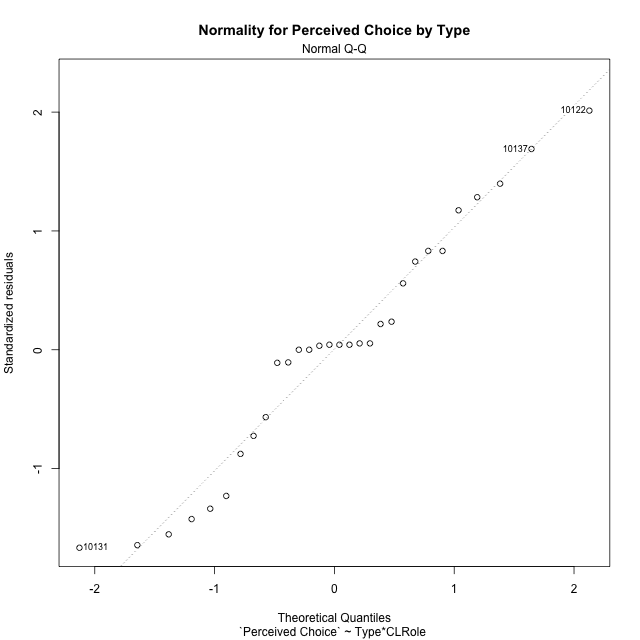 Normality for Perceived Choice by Type
Normal Q-Q
2
1
0
-1
Standardized residuals
10122
10137
10131
-2 -1 0 1 2
Theoretical Quantiles
`Perceived Choice` ~ Type*CLRole